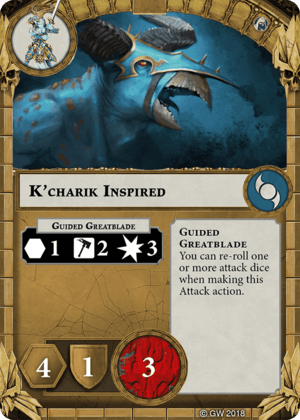 K'charik Inspired
Guided Greatblade
1 2 3
Guided
Greatblade
You can re-roll one
or more attack dice
when making this
Attack action.
4 1 3
© GW 2018